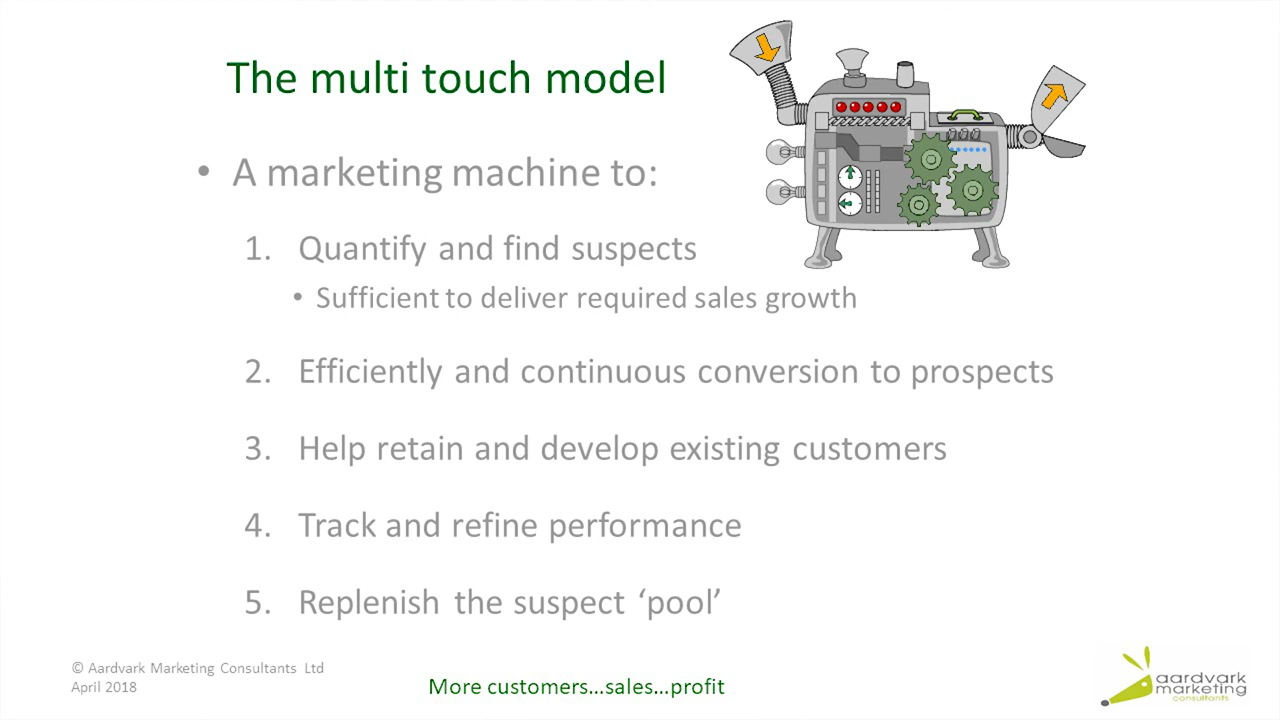 The multi touch model
• A marketing machine to:
1. Quantify and find suspects
• Sufficient to deliver required sales growth
2. Efficiently and continuous conversion to prospects
3. Help retain and develop existing customers
4. Track and refine performance
5. Replenish the suspect ‘pool’
© Aardvark Marketing Consultants Ltd
April 2018
More customers...sales...profit
aardvark
marketing
consultants